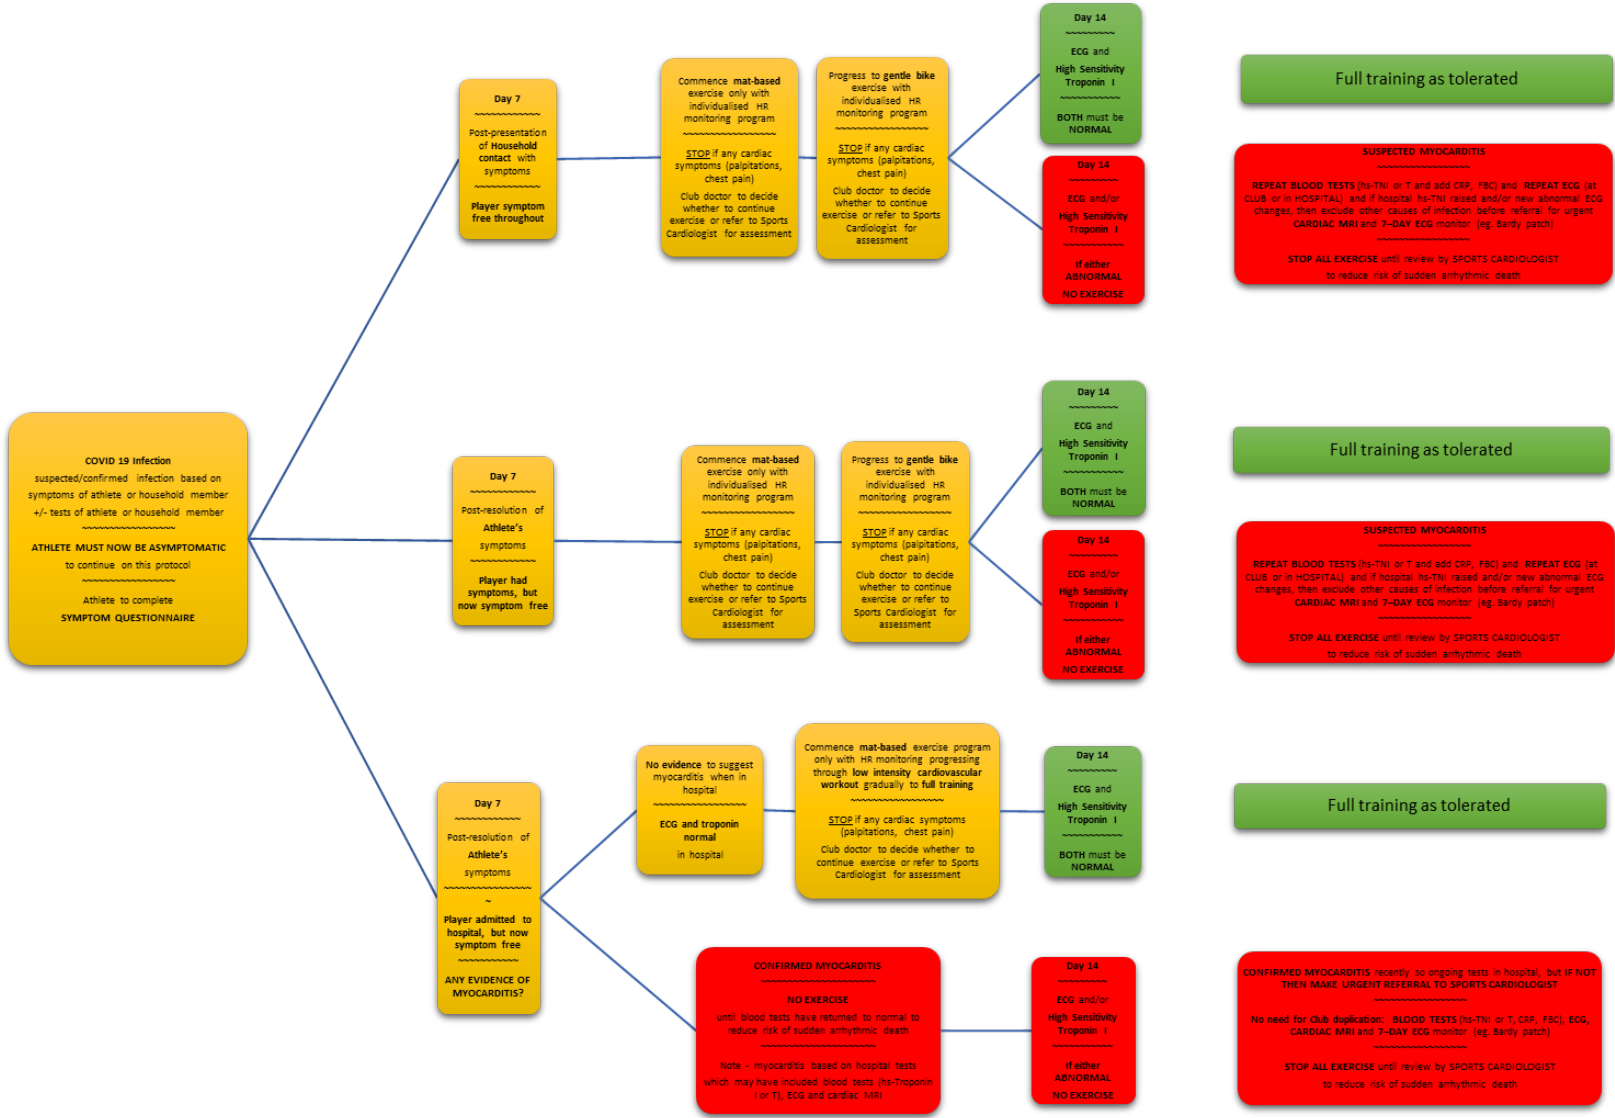 COVID 19 Infection
suspected/confirmed infection based on
symptoms of athlete or household member
+/- tests of athlete or household member
~~~~~~~~~~~~~~~~~
ATHLETE MUST NOW BE ASYMPTOMATIC
to continue on this protocol
~~~~~~~~~~~~~~~~~
Athlete to complete
SYMPTOM QUESTIONNAIRE
Day 7
~~~~~~~~~~~~
Post-presentation
of Household
contact with
symptoms
~~~~~~~~~~~~
Player symptom
free throughout
Commence mat-based
exercise only with
individualised HR
monitoring program
~~~~~~~~~~~~~~~~~
STOP if any cardiac
symptoms (palpitations,
chest pain)
Club doctor to decide
whether to continue
exercise or refer to Sports
Cardiologist for assessment
Progress to gentle bike
exercise with
individualised HR
monitoring program
~~~~~~~~~~~~~~~~~
STOP if any cardiac
symptoms (palpitations,
chest pain)
Club doctor to decide
whether to continue
exercise or refer to Sports
Cardiologist for
assessment
Day 14
~~~~~~~~~
ECG and
High Sensitivity
Troponin I
~~~~~~~~~~~
BOTH must be
NORMAL
Full training as tolerated
Day 14
~~~~~~~~~
ECG and/or
High Sensitivity
Troponin I
~~~~~~~~~~~
If either
ABNORMAL
NO EXERCISE
SUSPECTED MYOCARDITIS
~~~~~~~~~~~~~~~~~
REPEAT BLOOD TESTS (hs-TNI or T and add CRP, FBC) and REPEAT ECG (at
CLUB or in HOSPITAL) and if hospital hs-TNI raised and/or new abnormal ECG
changes, then exclude other causes of infection before referral for urgent
CARDIAC MRI and 7–DAY ECG monitor (eg. Bardy patch)
~~~~~~~~~~~~~~~~~
STOP ALL EXERCISE until review by SPORTS CARDIOLOGIST
to reduce risk of sudden arrhythmic death
Day 7
~~~~~~~~~~~~
Post-resolution of
Athlete's
symptoms
~~~~~~~~~~~~
Player had
symptoms, but
now symptom free
Commence mat-based
exercise only with
individualised HR
monitoring program
~~~~~~~~~~~~~~~~~
STOP if any cardiac
symptoms (palpitations,
chest pain)
Club doctor to decide
whether to continue
exercise or refer to Sports
Cardiologist for
assessment
Progress to gentle bike
exercise with
individualised HR
monitoring program
~~~~~~~~~~~~~~~~~
STOP if any cardiac
symptoms (palpitations,
chest pain)
Club doctor to decide
whether to continue
exercise or refer to
Sports Cardiologist for
assessment
Day 14
~~~~~~~~~
ECG and
High Sensitivity
Troponin I
~~~~~~~~~~~
BOTH must be
NORMAL
Full training as tolerated
Day 14
~~~~~~~~~
ECG and/or
High Sensitivity
Troponin I
~~~~~~~~~~~
If either
ABNORMAL
NO EXERCISE
SUSPECTED MYOCARDITIS
~~~~~~~~~~~~~~~~~
REPEAT BLOOD TESTS (hs-TNI or T and add CRP, FBC) and REPEAT ECG (at
CLUB or in HOSPITAL) and if hospital hs-TNI raised and/or new abnormal ECG
changes, then exclude other causes of infection before referral for urgent
CARDIAC MRI and 7–DAY ECG monitor (eg. Bardy patch)
~~~~~~~~~~~~~~~~~
STOP ALL EXERCISE until review by SPORTS CARDIOLOGIST
to reduce risk of sudden arrhythmic death
Day 7
~~~~~~~~~~~~
Post-resolution of
Athlete's
symptoms
~~~~~~~~~~~~~~~~
~
Player admitted to
hospital, but now
symptom free
~~~~~~~~~~~
ANY EVIDENCE OF
MYOCARDITIS?
No evidence to suggest
myocarditis when in
hospital
~~~~~~~~~~~~~~~~~
ECG and troponin
normal
in hospital
Commence mat-based exercise program
only with HR monitoring progressing
through low intensity cardiovascular
workout gradually to full training
~~~~~~~~~~~~~~~~~
STOP if any cardiac symptoms
(palpitations, chest pain)
Club doctor to decide whether to
continue exercise or refer to Sports
Cardiologist for assessment
Day 14
~~~~~~~~~
ECG and
High Sensitivity
Troponin I
~~~~~~~~~~~
BOTH must be
NORMAL
Full training as tolerated
CONFIRMED MYOCARDITIS
~~~~~~~~~~~~~~~~~~~~~
NO EXERCISE
until blood tests have returned to normal to
reduce risk of sudden arrhythmic death
~~~~~~~~~~~~~~~~~~~~~
Note - myocarditis based on hospital tests
which may have included blood tests (hs-Troponin
I or T), ECG and cardiac MRI
Day 14
~~~~~~~~~
ECG and/or
High Sensitivity
Troponin I
~~~~~~~~~~~
If either
ABNORMAL
NO EXERCISE
CONFIRMED MYOCARDITIS recently so ongoing tests in hospital, but IF NOT
THEN MAKE URGENT REFERRAL TO SPORTS CARDIOLOGIST
~~~~~~~~~~~~~~~~~
No need for Club duplication: BLOOD TESTS (hs-TNI or T, CRP, FBC), ECG,
CARDIAC MRI and 7–DAY ECG monitor (eg. Bardy patch)
~~~~~~~~~~~~~~~~~
STOP ALL EXERCISE until review by SPORTS CARDIOLOGIST
to reduce risk of sudden arrhythmic death